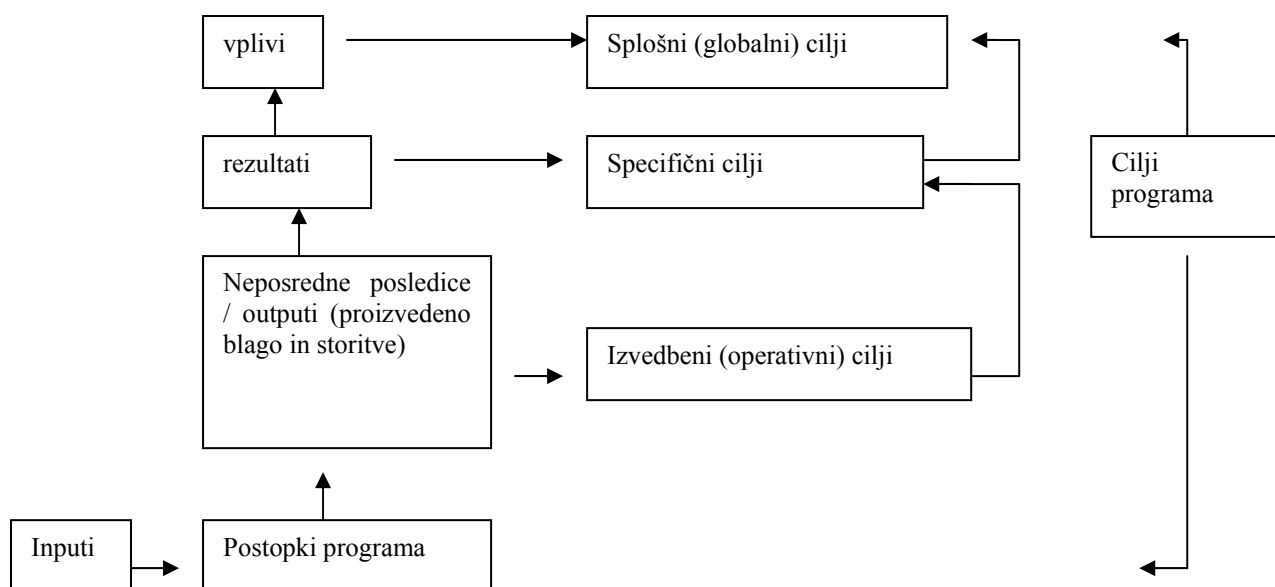 vplivi
Splošni (globalni) cilji
rezultati
Specifični cilji
Cilji
programa
Neposredne posledice
/ outputi (proizvedeno
blago in storitve)
Izvedbeni (operativni) cilji
Inputi
Postopki programa